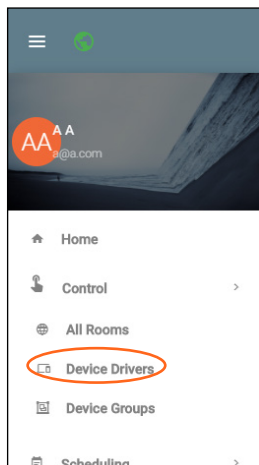 A A
AA
a@a.com
Home
Control
All Rooms
Device Drivers
Device Groups
Scheduling